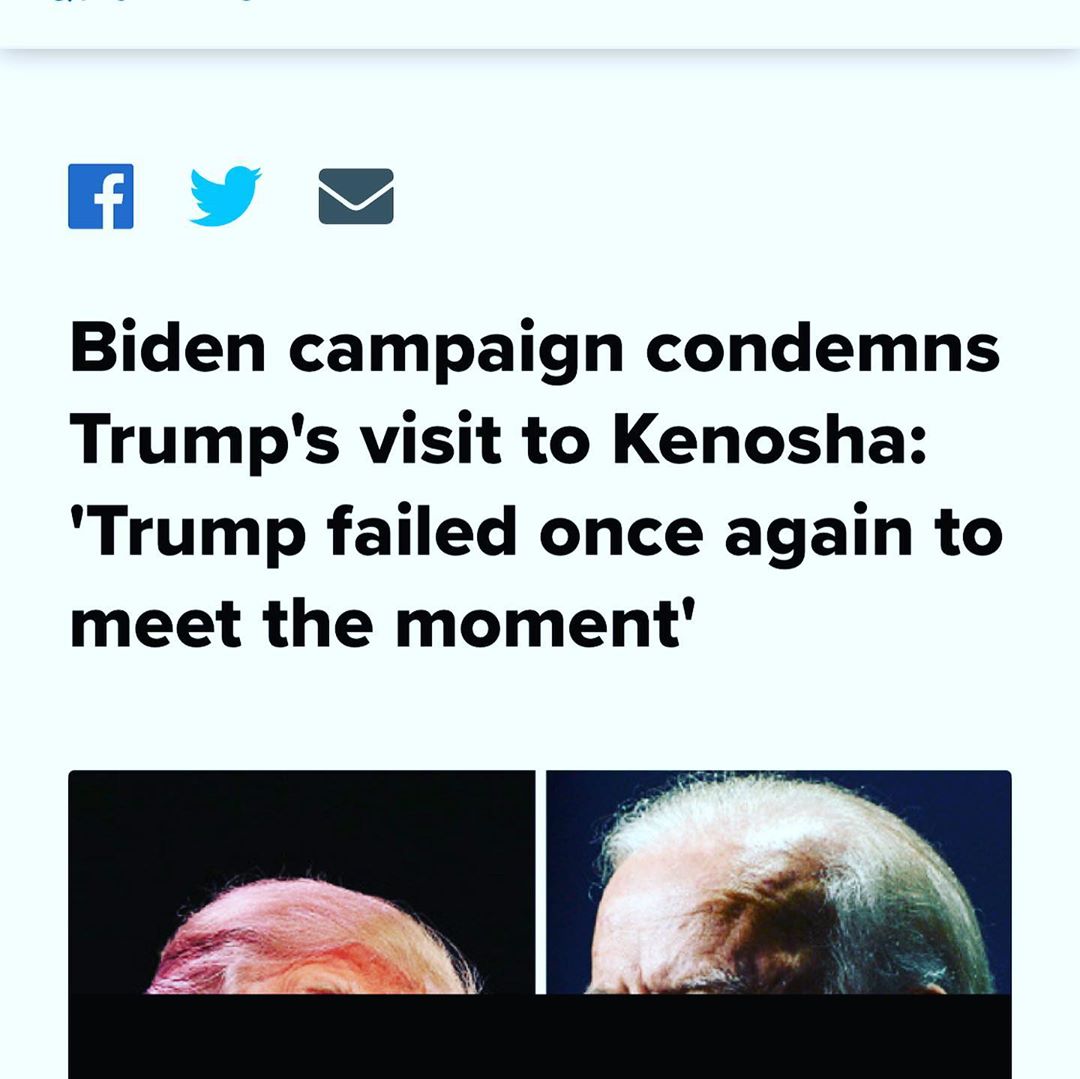 Biden campaign condemns
Trump's visit to Kenosha:
'Trump failed once again to
meet the moment'